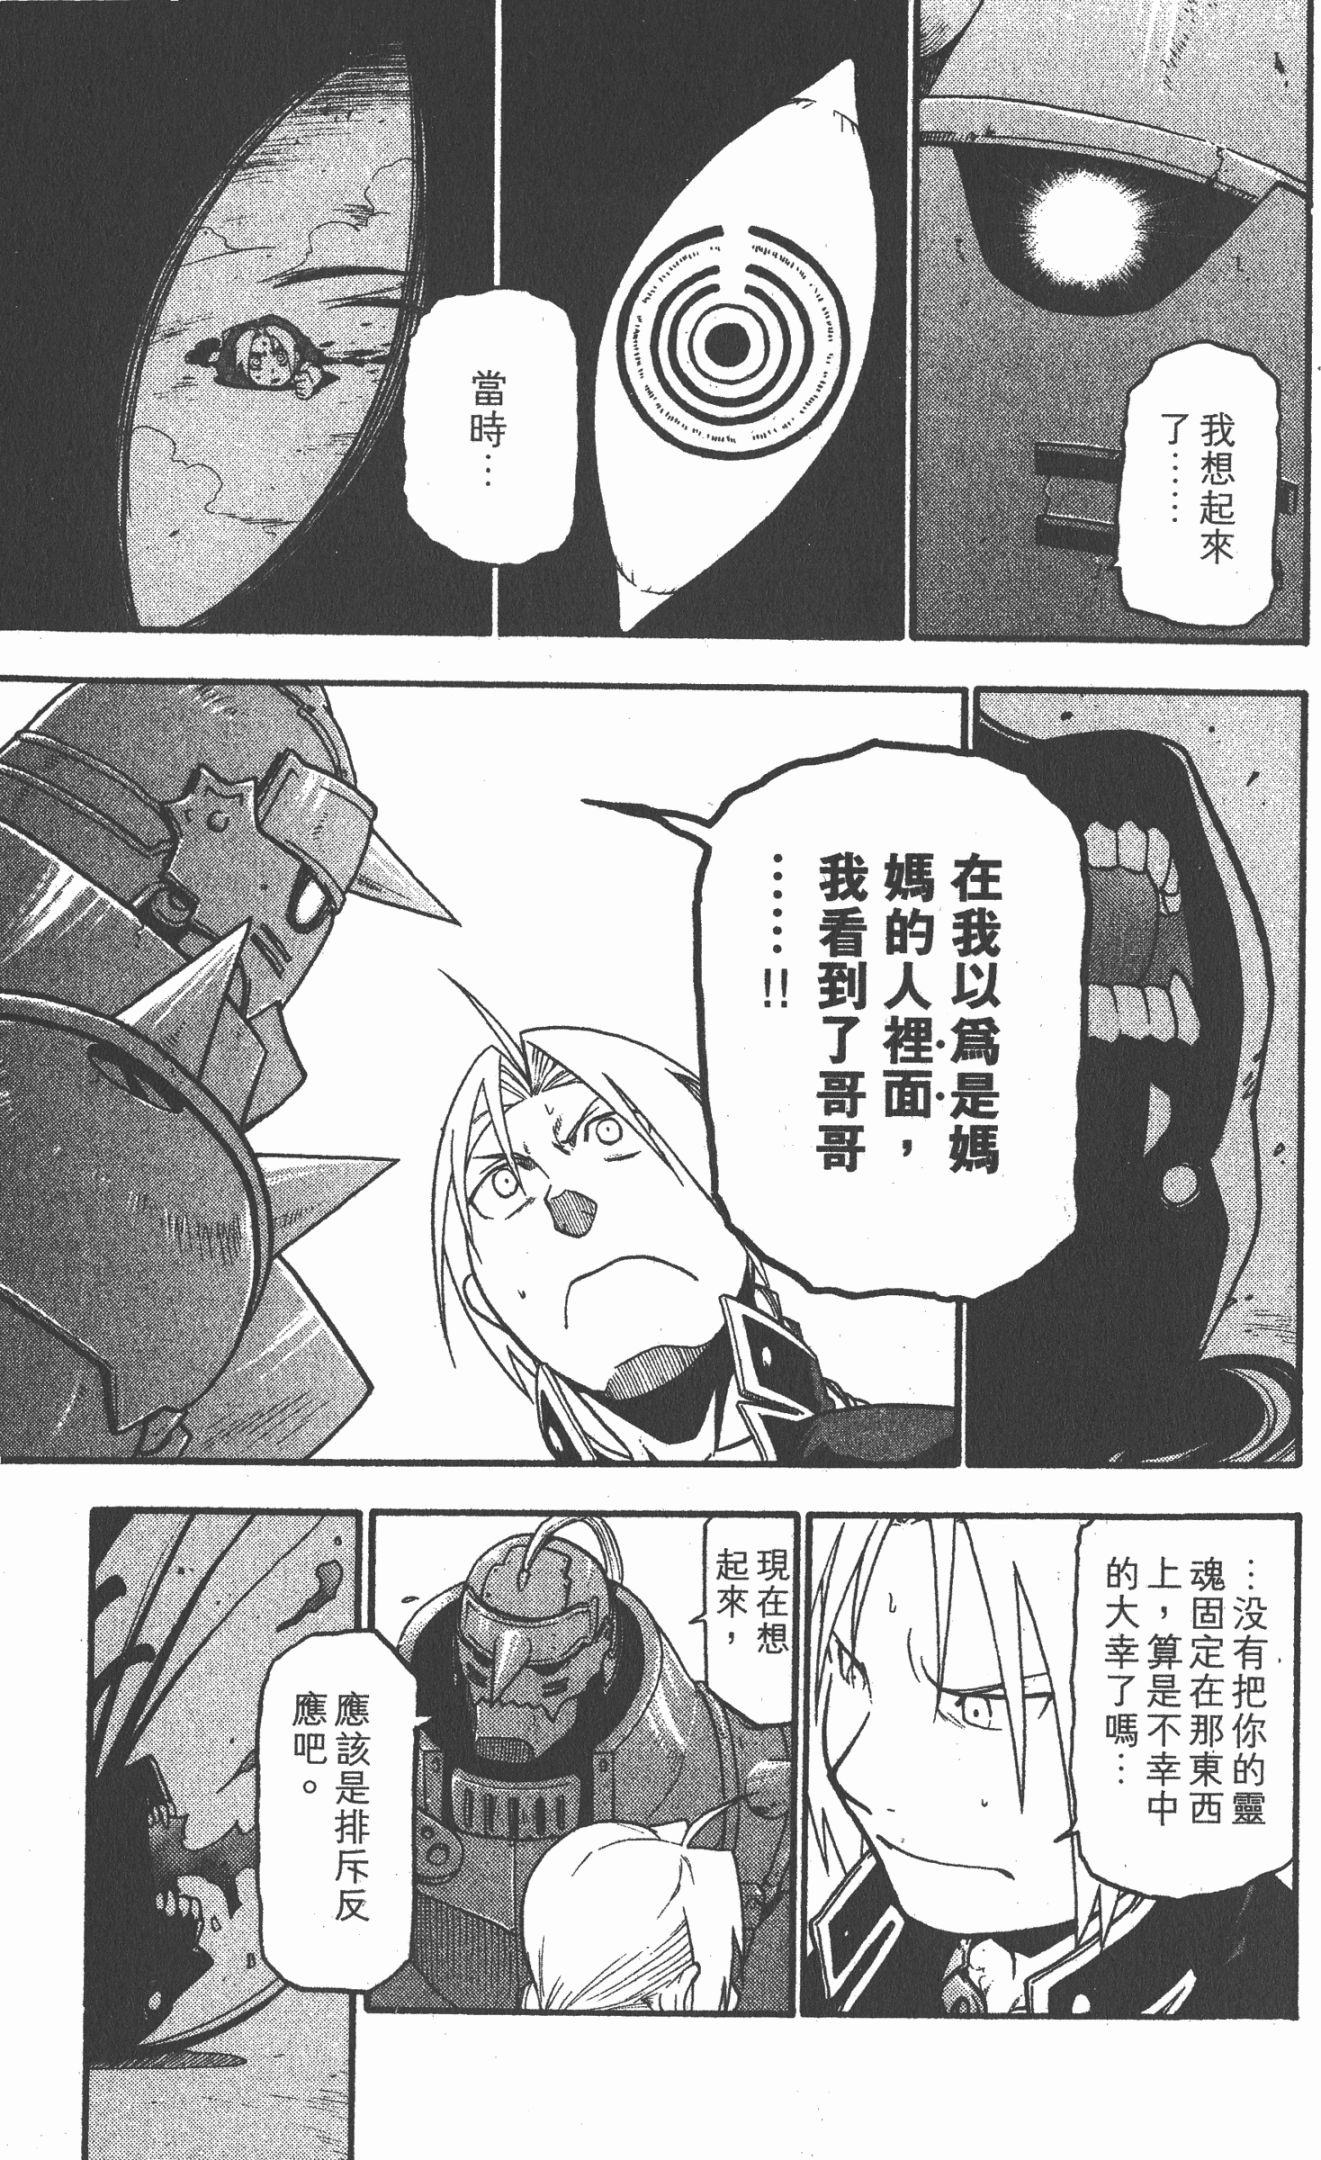 我想起來
了……
當時…
在我以爲是媽
媽的人裡面，
我看到了哥哥
……!!
…没有把你的靈
魂固定在那東西
上，算是不幸中
的大幸了嗎…
現在想
起來，
應該是排斥反
應吧。